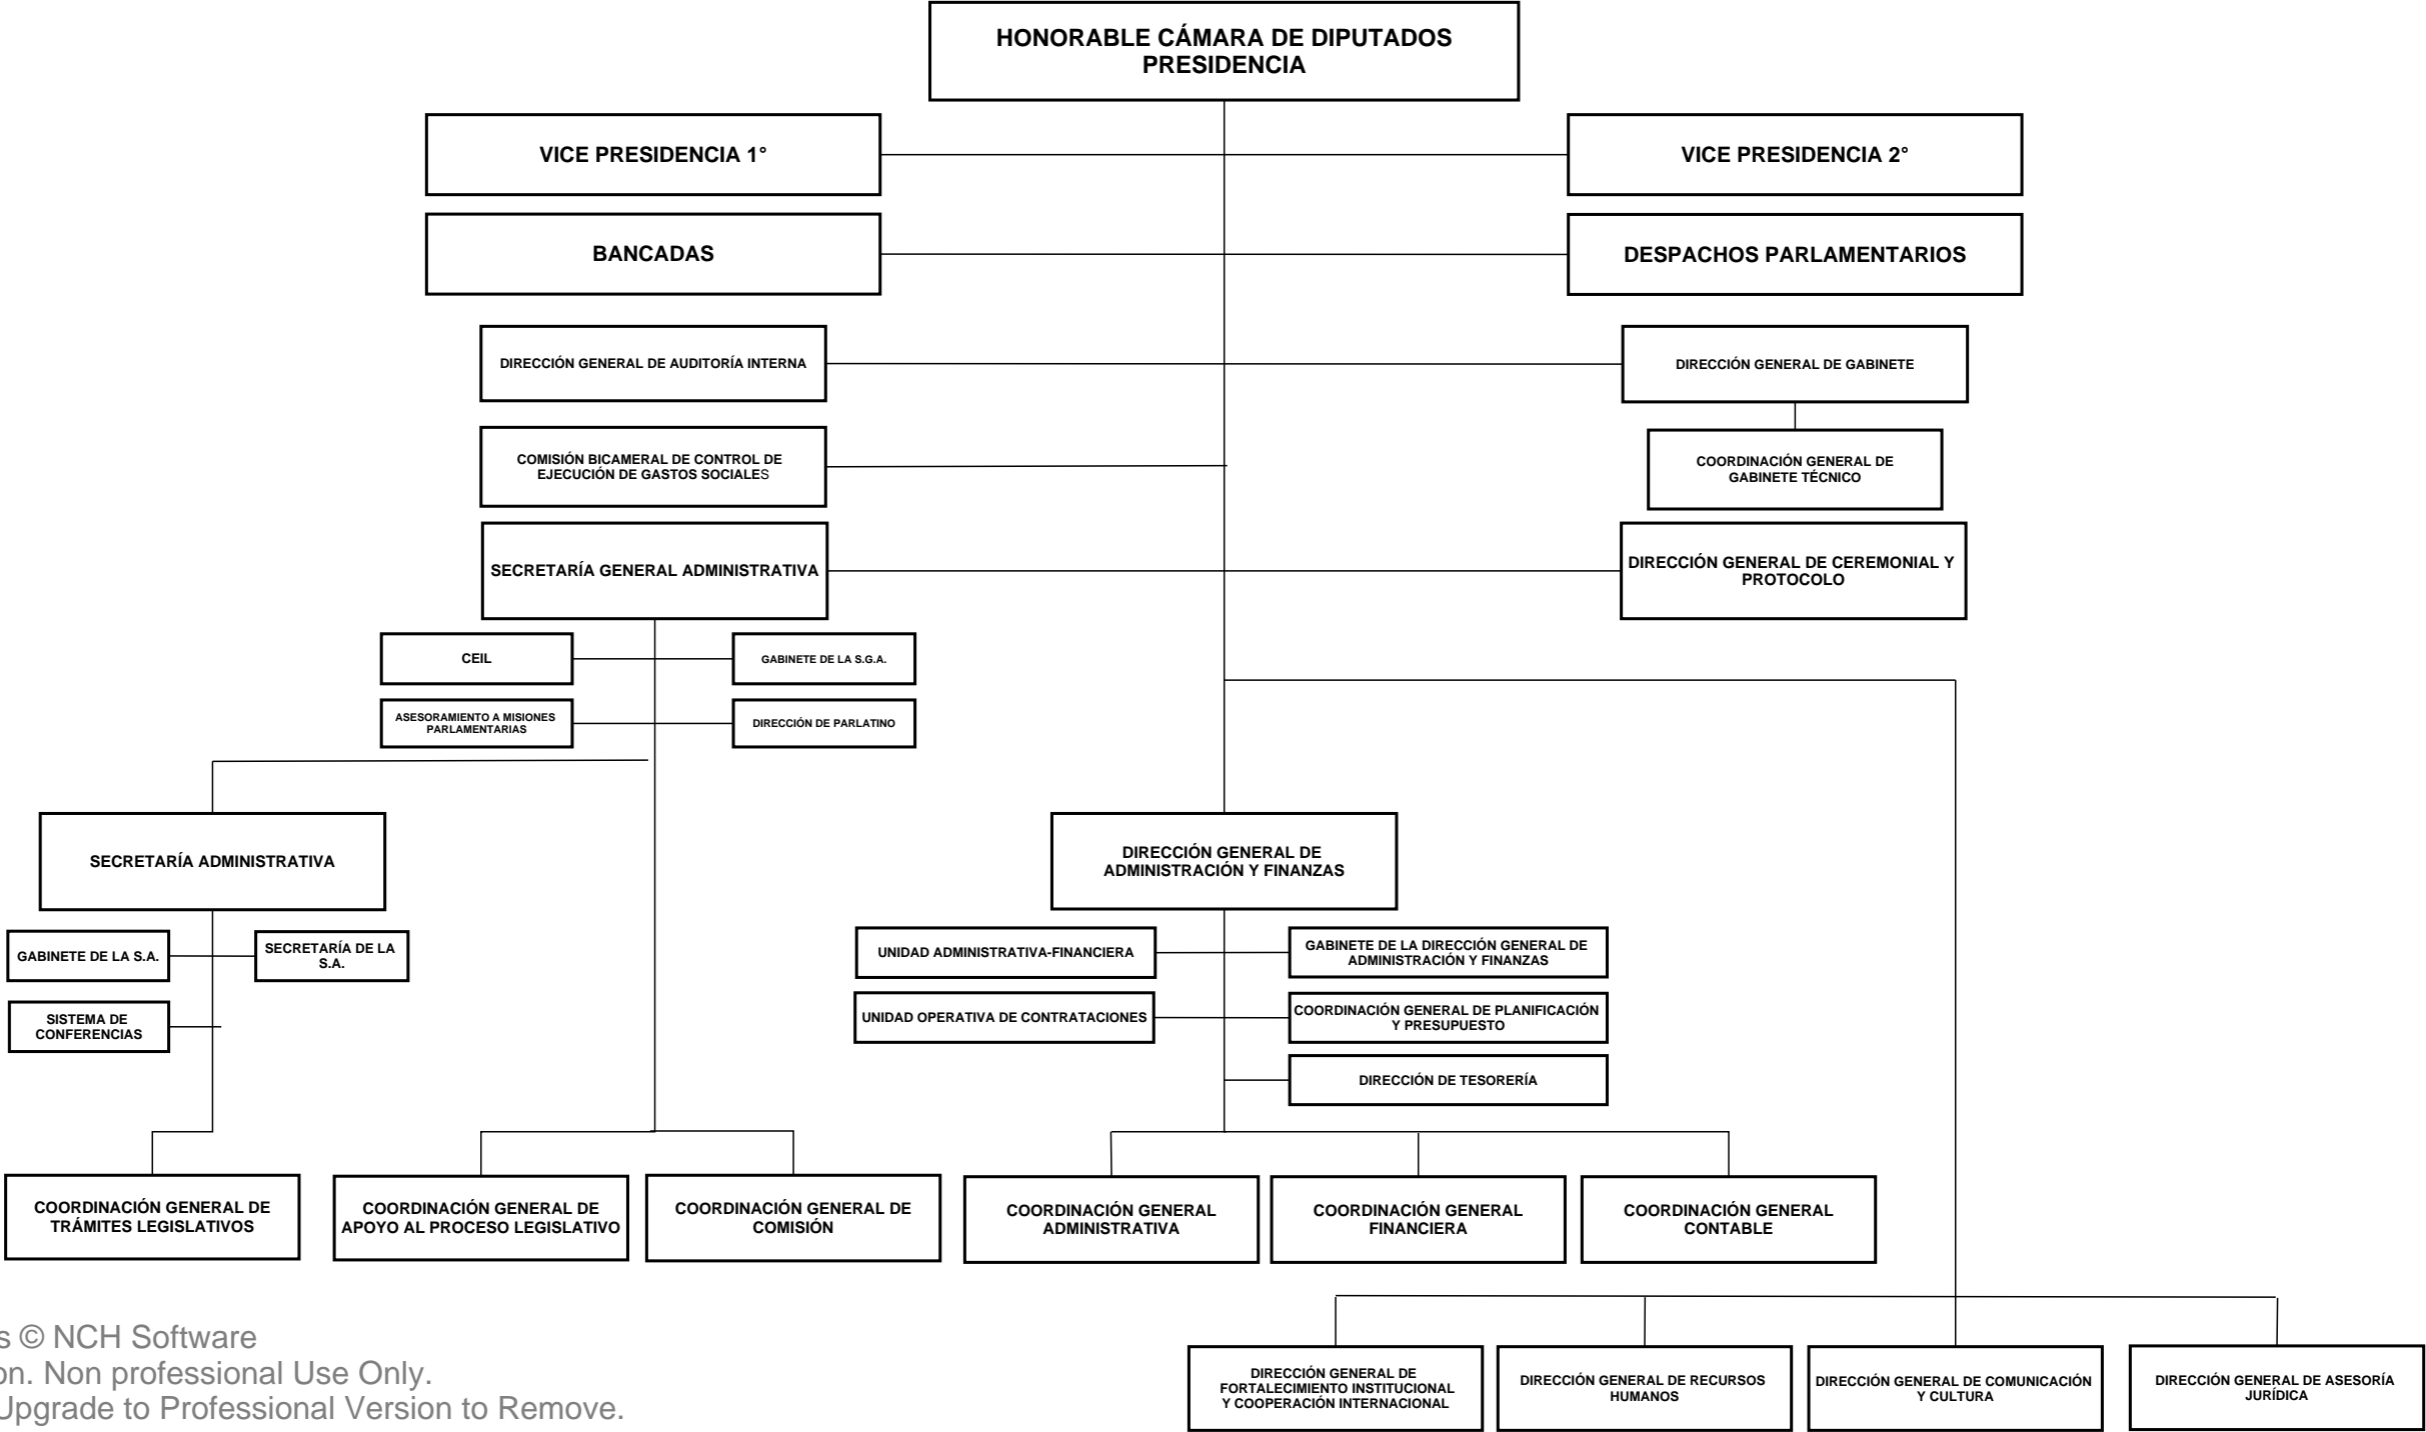 HONORABLE CÁMARA DE DIPUTADOS
PRESIDENCIA
VICE PRESIDENCIA 1°
VICE PRESIDENCIA 2°
BANCADAS
DESPACHOS PARLAMENTARIOS
DIRECCIÓN GENERAL DE AUDITORÍA INTERNA
DIRECCIÓN GENERAL DE GABINETE
COMISIÓN BICAMERAL DE CONTROL DE
EJECUCIÓN DE GASTOS SOCIALES
COORDINACIÓN GENERAL DE
GABINETE TÉCNICO
SECRETARÍA GENERAL ADMINISTRATIVA
DIRECCIÓN GENERAL DE CEREMONIAL Y
PROTOCOLO
CEIL
GABINETE DE LA S.G.A.
ASESORAMIENTO A MISIONES
PARLAMENTARIAS
DIRECCIÓN DE PARLATINO
SECRETARÍA ADMINISTRATIVA
DIRECCIÓN GENERAL DE
ADMINISTRACIÓN Y FINANZAS
GABINETE DE LA S.A.
SECRETARÍA DE LA
S.A.
UNIDAD ADMINISTRATIVA-FINANCIERA
GABINETE DE LA DIRECCIÓN GENERAL DE
ADMINISTRACIÓN Y FINANZAS
SISTEMA DE
CONFERENCIAS
UNIDAD OPERATIVA DE CONTRATACIONES
COORDINACIÓN GENERAL DE PLANIFICACIÓN
Y PRESUPUESTO
DIRECCIÓN DE TESORERÍA
COORDINACIÓN GENERAL DE
TRÁMITES LEGISLATIVOS
COORDINACIÓN GENERAL DE
APOYO AL PROCESO LEGISLATIVO
COORDINACIÓN GENERAL DE
COMISIÓN
COORDINACIÓN GENERAL
ADMINISTRATIVA
COORDINACIÓN GENERAL
FINANCIERA
COORDINACIÓN GENERAL
CONTABLE
DIRECCIÓN GENERAL DE
FORTALECIMIENTO INSTITUCIONAL
Y COOPERACIÓN INTERNACIONAL
DIRECCIÓN GENERAL DE RECURSOS
HUMANOS
DIRECCIÓN GENERAL DE COMUNICACIÓN
Y CULTURA
DIRECCIÓN GENERAL DE ASESORÍA
JURÍDICA
s © NCH Software
on. Non professional Use Only.
Upgrade to Professional Version to Remove.